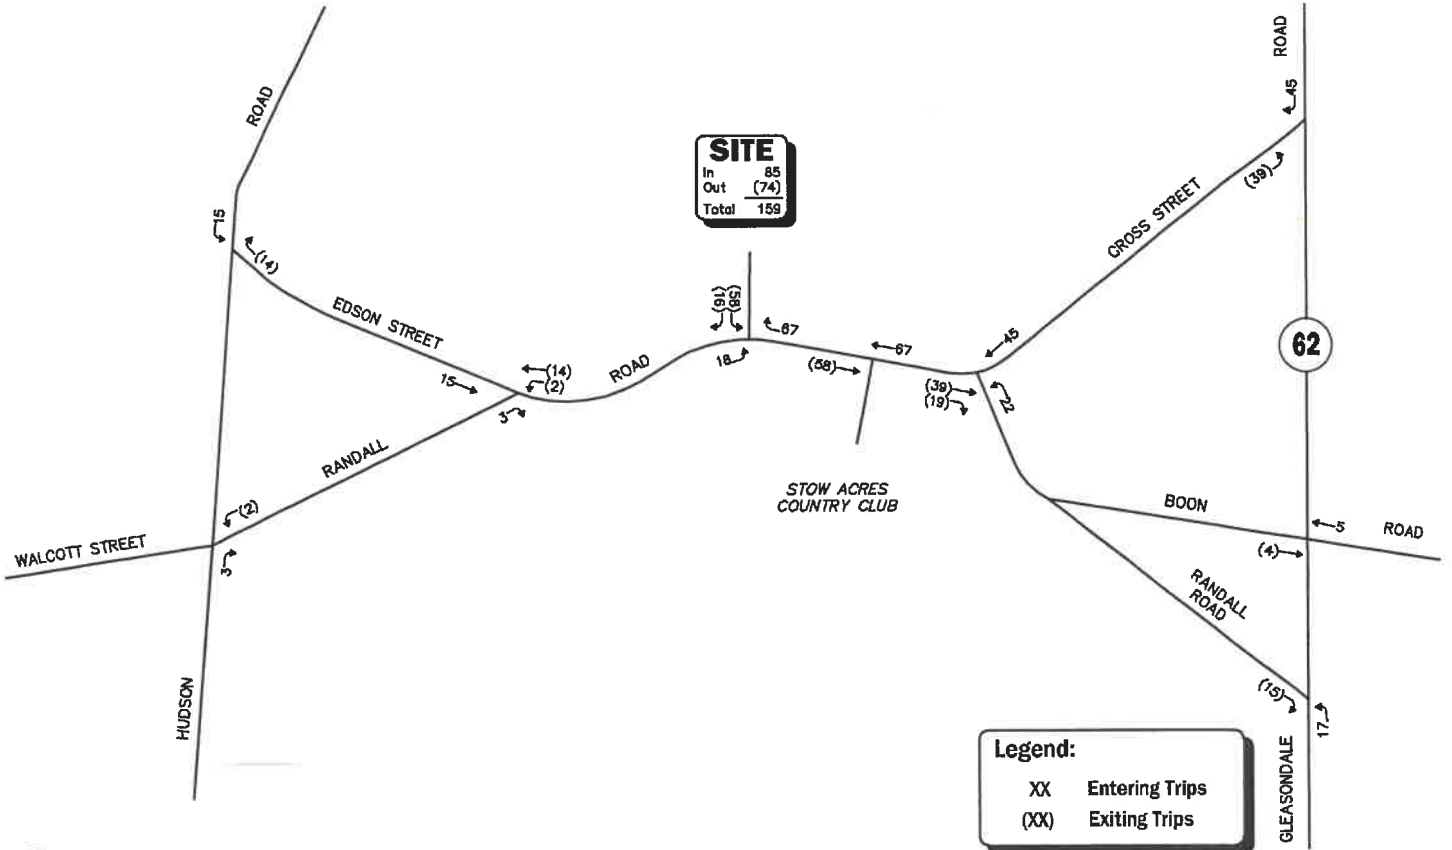 ROAD
ROAD
45
SITE
In 85
Out (74)
Total 159
(39)
CROSS STREET
15
(14)
EDSON STREET
(16)
(58)
67
18
62
ROAD
(58)
67
45
15
(14)
(2)
3
(39)
(19)
22
RANDALL
STOW ACRES
COUNTRY CLUB
BOON
5
ROAD
(4)
(2)
WALCOTT STREET
3
RANDALL
ROAD
HUDSON
(15)
17
GLEASONDALE
Legend:
XX Entering Trips
(XX) Exiting Trips